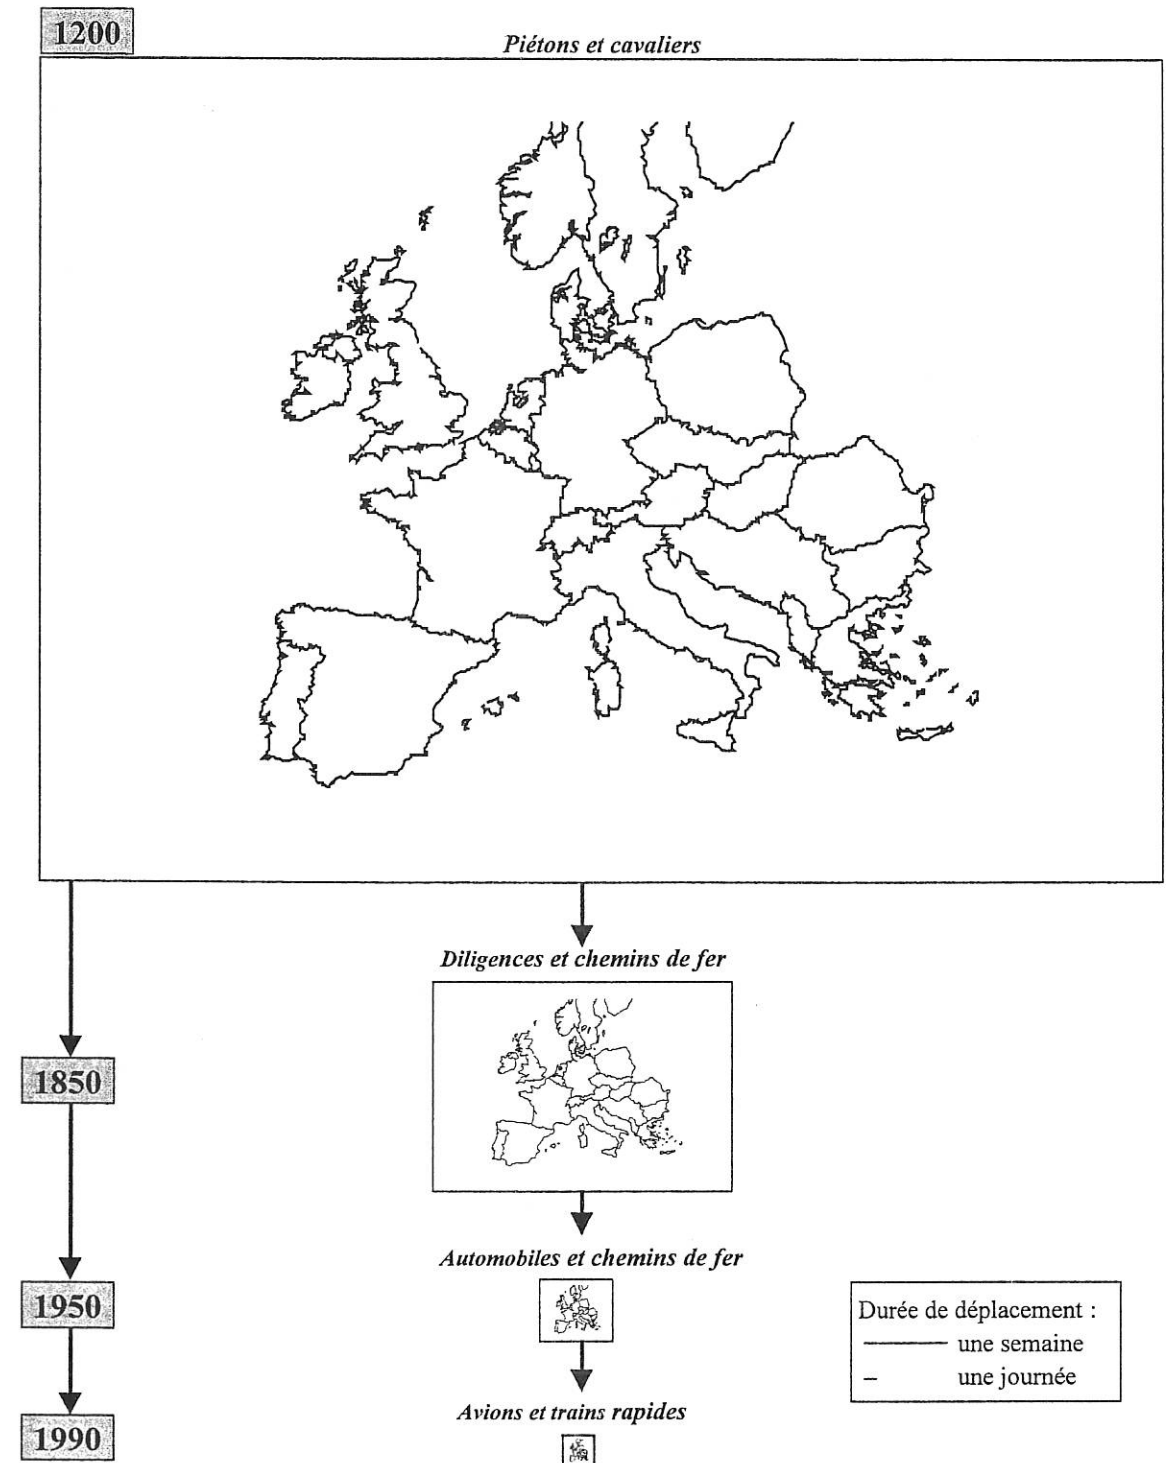 1200
Piétons et cavaliers
Diligences et chemins de fer
1850
Automobiles et chemins de fer
1950
Durée de déplacement :
une semaine
une journée
Avions et trains rapides
1990